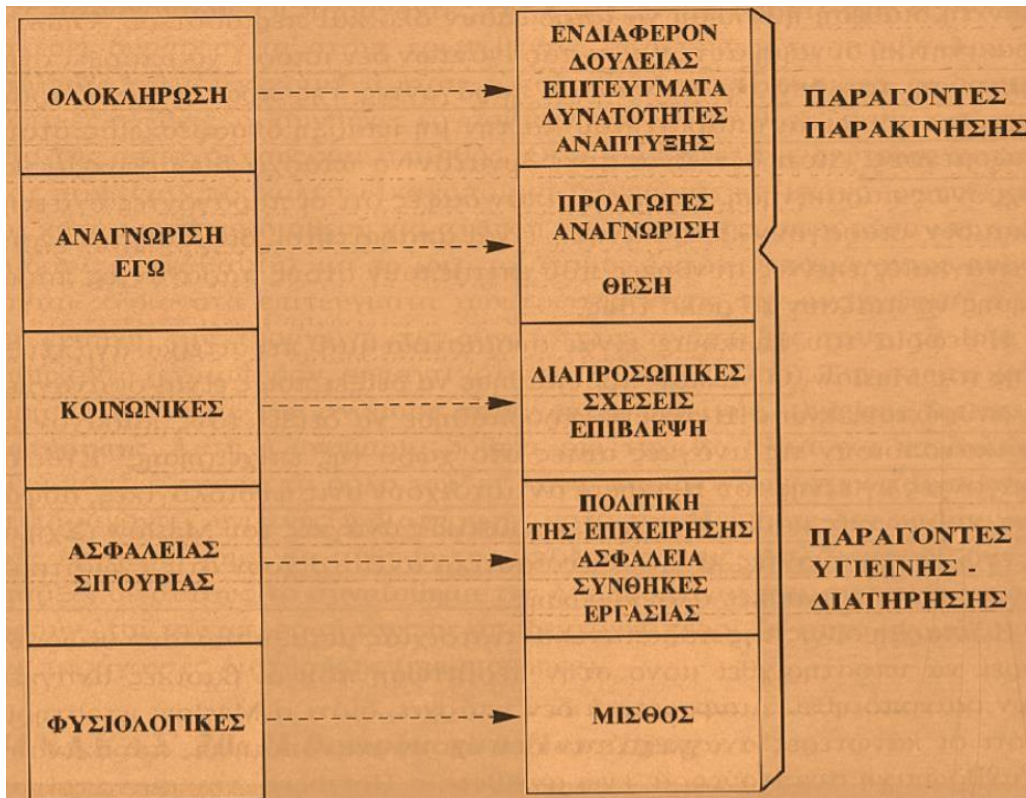 ΟΛΟΚΛΗΡΩΣΗ
ΕΝΔΙΑΦΕΡΟΝ
ΔΟΥΛΕΙΑΣ
ΕΠΙΤΕΥΓΜΑΤΑ
ΔΥΝΑΤΟΤΗΤΕΣ
ΑΝΑΠΤΥΞΗΣ
ΠΑΡΑΓΟΝΤΕΣ
ΠΑΡΑΚΙΝΗΣΗΣ
ΑΝΑΓΝΩΡΙΣΗ
ΕΓΩ
ΠΡΟΑΓΩΓΕΣ
ΑΝΑΓΝΩΡΙΣΗ
ΘΕΣΗ
ΚΟΙΝΩΝΙΚΕΣ
ΔΙΑΠΡΟΣΩΠΙΚΕΣ
ΣΧΕΣΕΙΣ
ΕΠΙΒΛΕΨΗ
ΑΣΦΑΛΕΙΑΣ
ΣΙΓΟΥΡΙΑΣ
ΠΟΛΙΤΙΚΗ
ΤΗΣ ΕΠΙΧΕΙΡΗΣΗΣ
ΑΣΦΑΛΕΙΑ
ΣΥΝΘΗΚΕΣ
ΕΡΓΑΣΙΑΣ
ΠΑΡΑΓΟΝΤΕΣ
ΥΓΙΕΙΝΗΣ -
ΔΙΑΤΗΡΗΣΗΣ
ΦΥΣΙΟΛΟΓΙΚΕΣ
ΜΙΣΘΟΣ